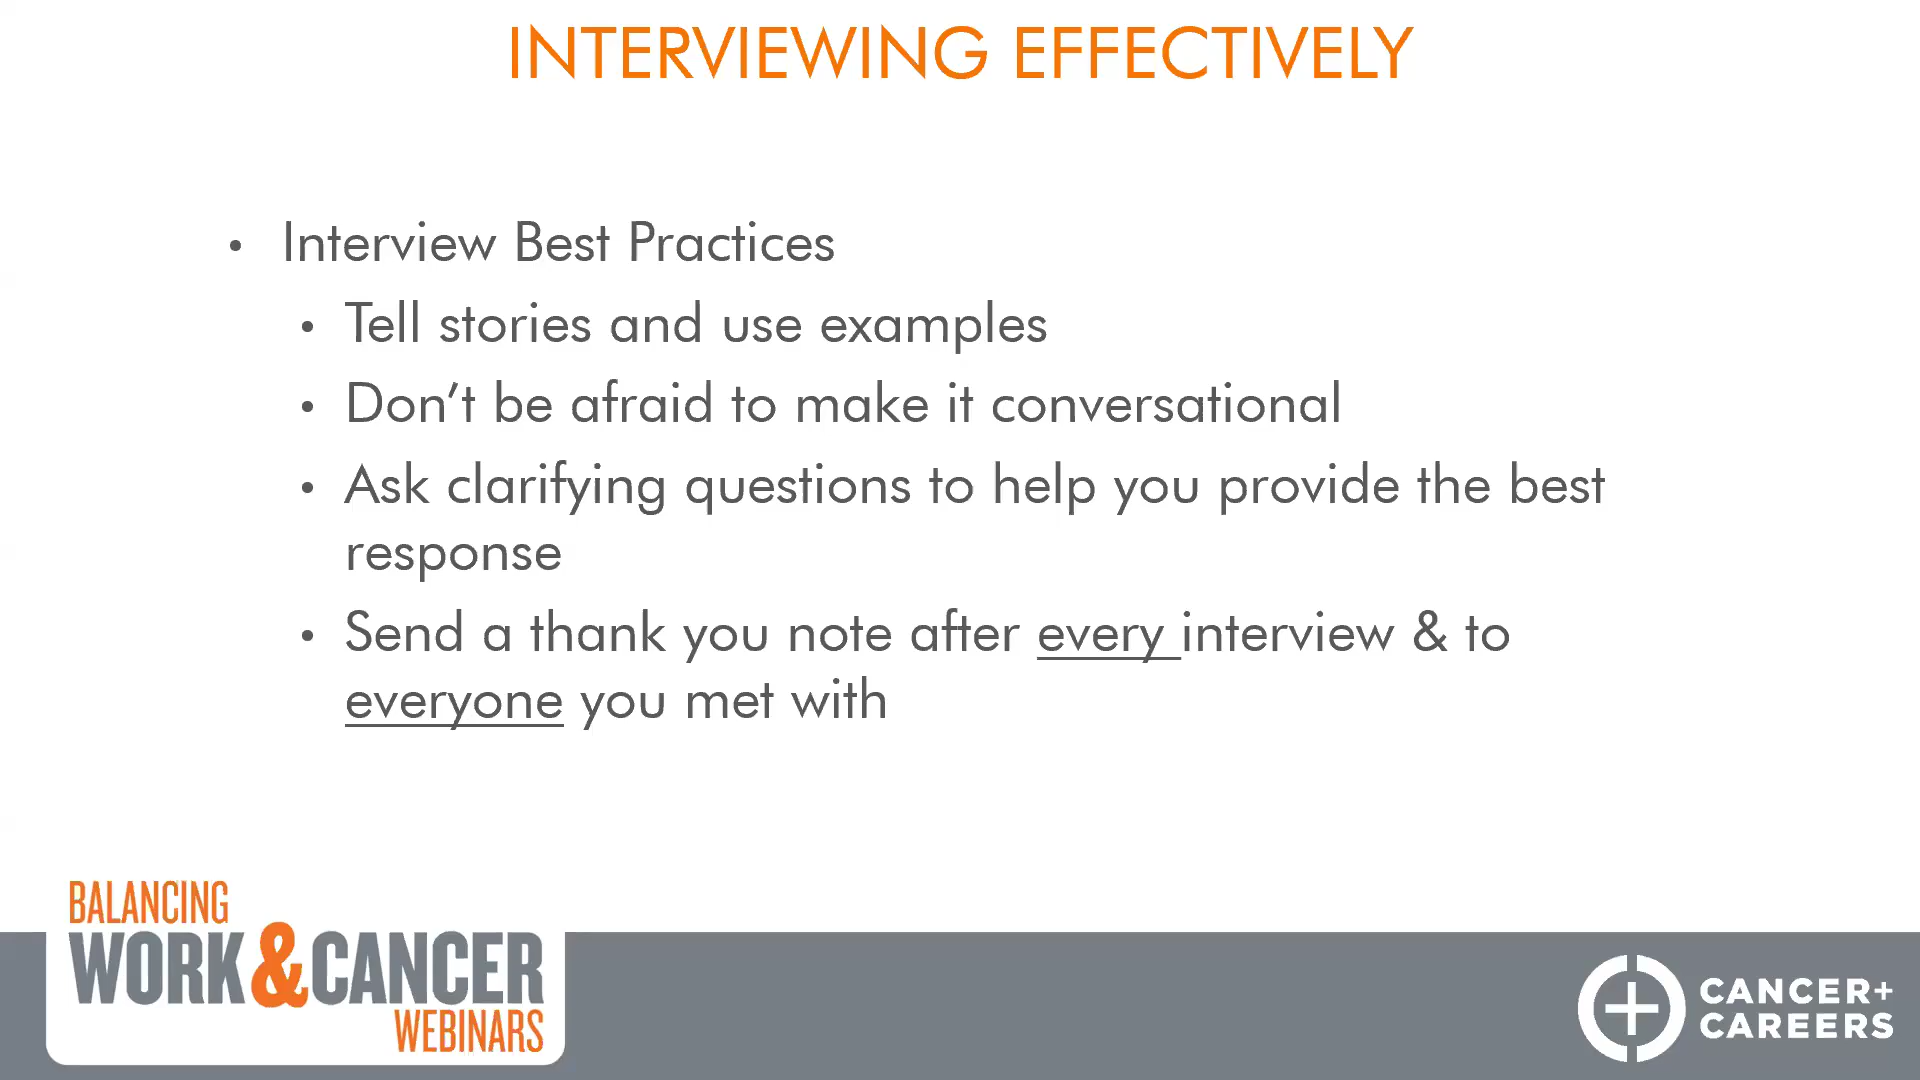 INTERVIEWING EFFECTIVELY
• Interview Best Practices
• Tell stories and use examples
• Don’t be afraid to make it conversational
• Ask clarifying questions to help you provide the best
response
• Send a thank you note after every interview & to
everyone you met with
BALANCING
WORK&CANCER
WEBINARS
CANCER+
CAREERS